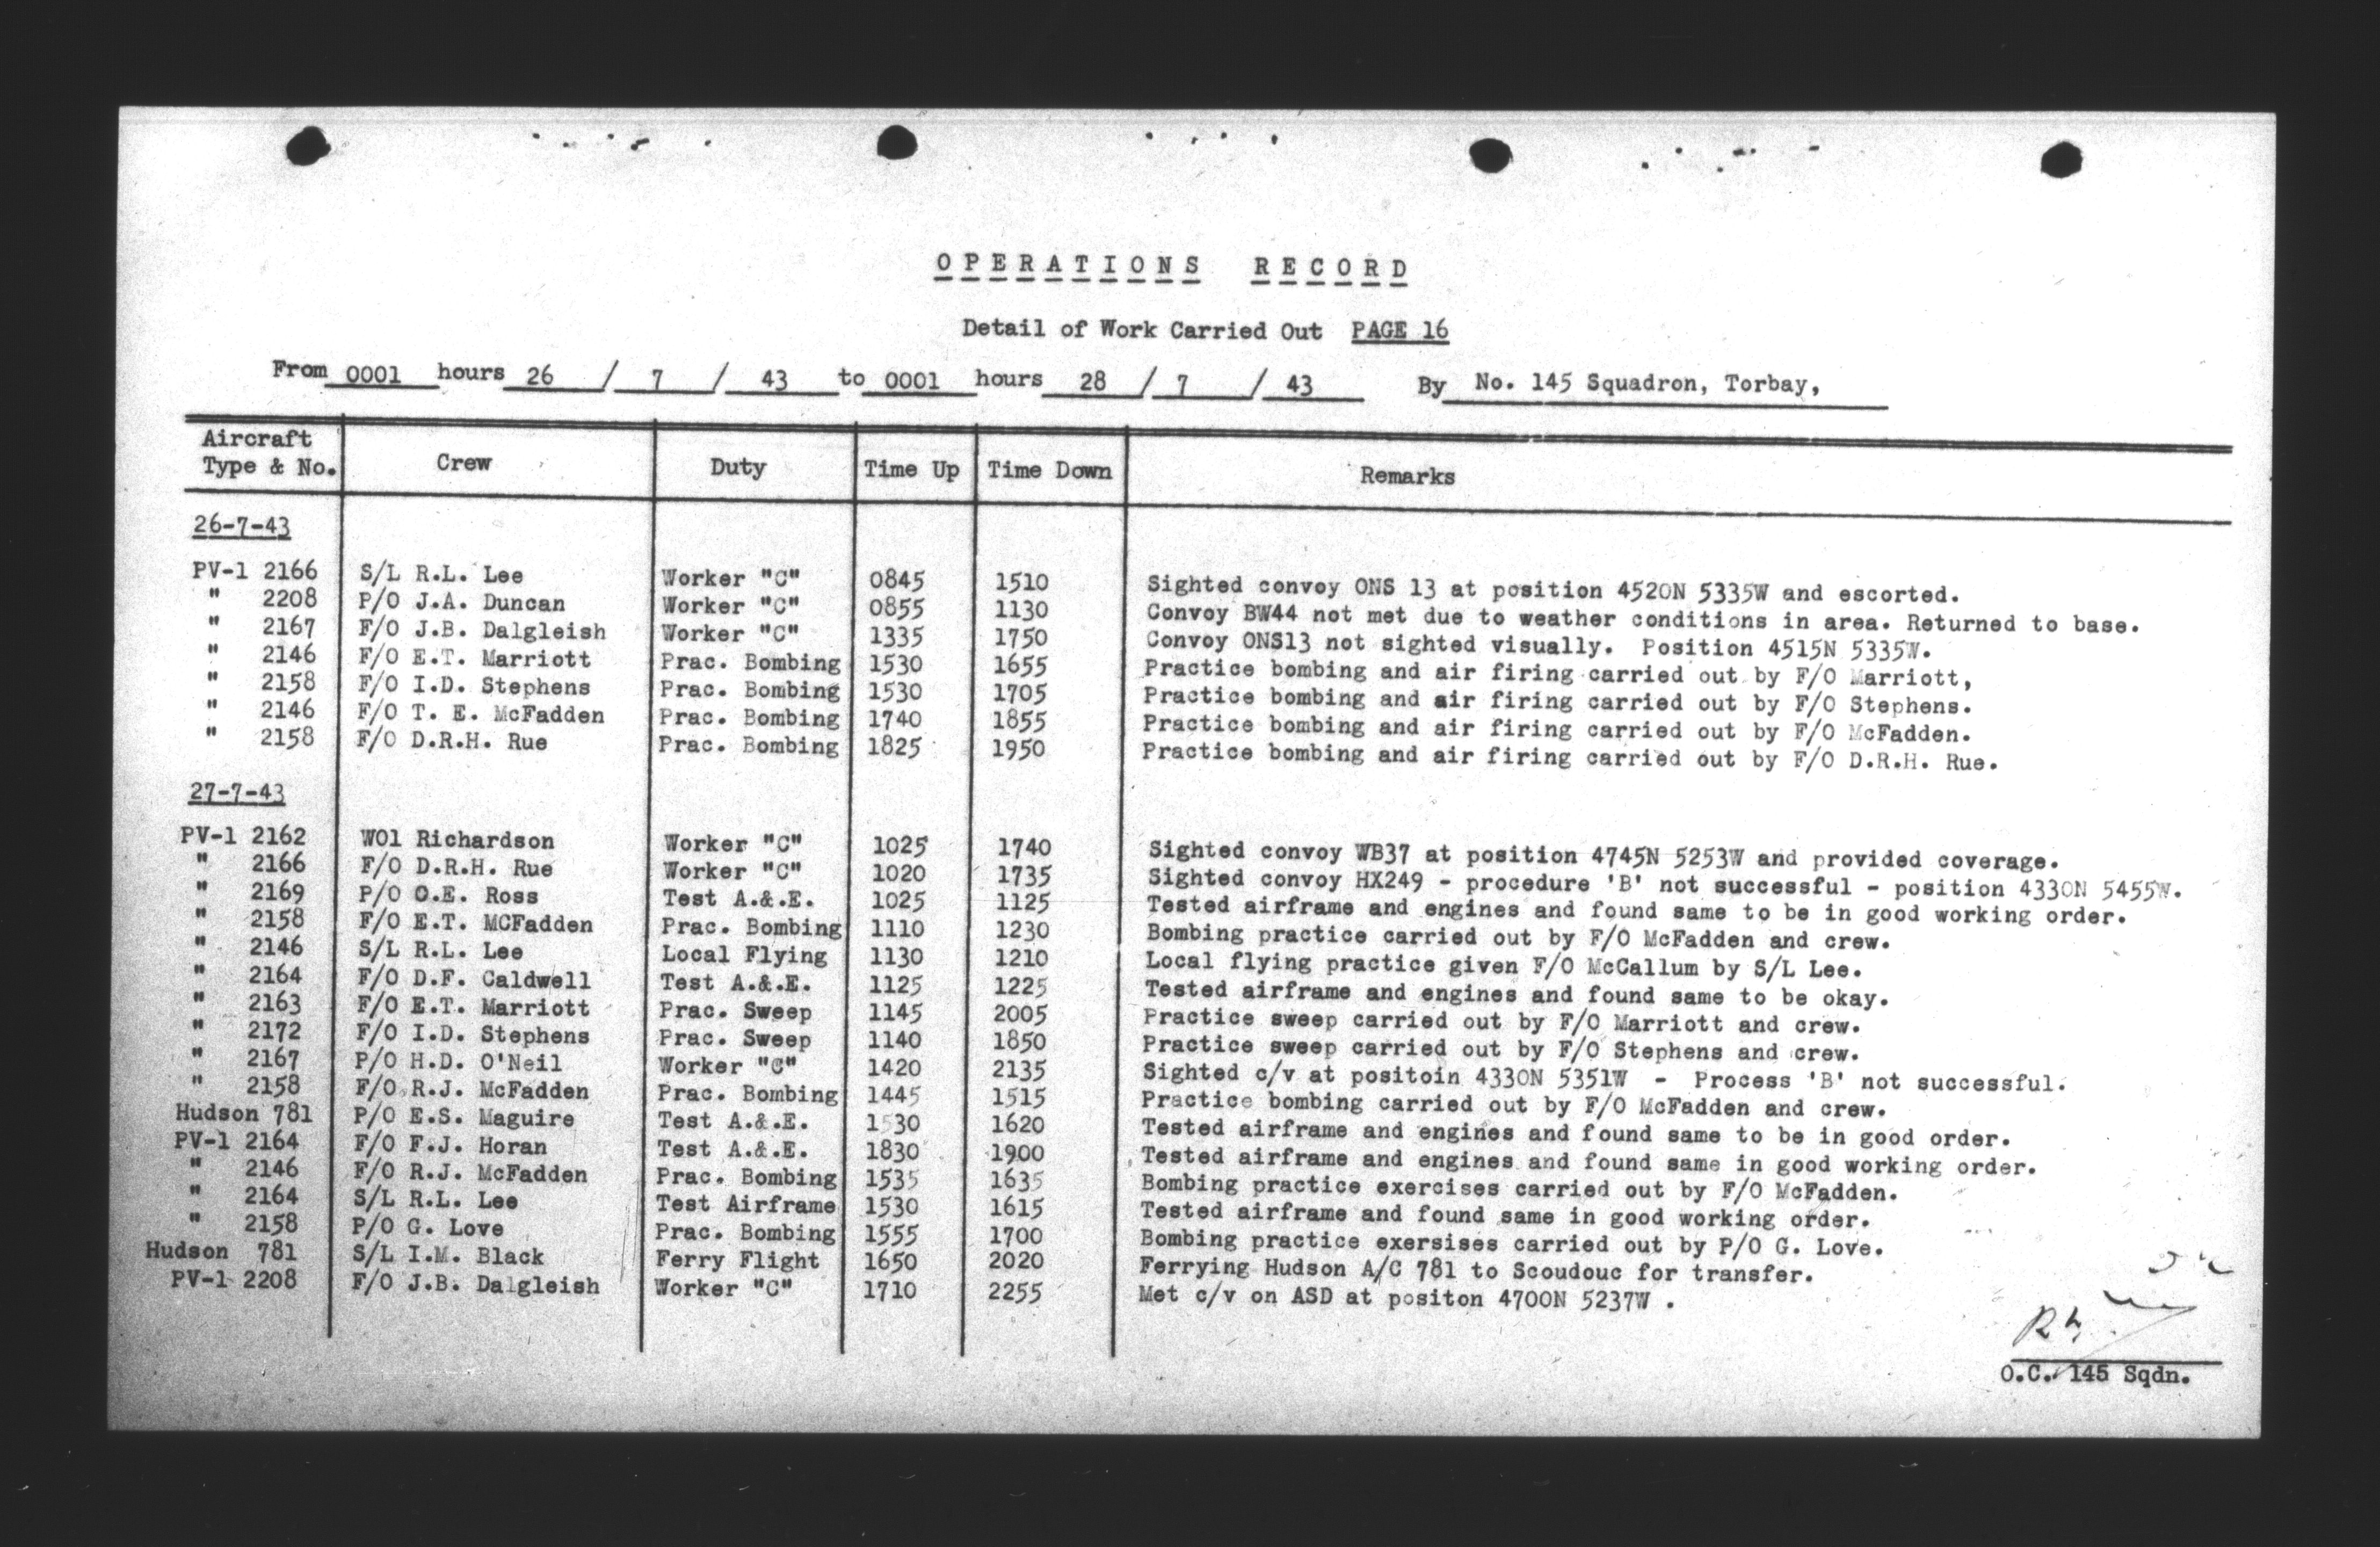 OPERATIONS RECORD
Detail of Work Carried Out PAGE 16
From 0001 hours 26 / 7 / 43 to 0001 hours 28 / 7 / 43 By No. 145 Squadron, Torbay,
Aircraft Type & No. Crew Duty Time Up Time Down Remarks
26-7-43
PV-1 2166 S/L R.L. Lee Worker "C" 0845 1510 Sighted convoy ONS 13 at position 4520N 5335W and escorted.
" 2208 P/O J.A. Duncan Worker "C" 0855 1130 Convoy BW44 not met due to weather conditions in area. Returned to base.
" 2167 F/O J.B. Dalgleish Worker "C" 1335 1750 Convoy ONS13 not sighted visually. Position 4515N 5335W.
" 2146 F/O E.T. Marriott Prac. Bombing 1530 1655 Practice bombing and air firing carried out by F/O Marriott,
" 2158 F/O I.D. Stephens Prac. Bombing 1530 1705 Practice bombing and air firing carried out by F/O Stephens.
" 2146 F/O T. E. McFadden Prac. Bombing 1740 1855 Practice bombing and air firing carried out by F/O McFadden.
" 2158 F/O D.R.H. Rue Prac. Bombing 1825 1950 Practice bombing and air firing carried out by F/O D.R.H. Rue.
27-7-43
PV-1 2162 WO1 Richardson Worker "C" 1025 1740 Sighted convoy WB37 at position 4745N 5253W and provided coverage.
" 2166 F/O D.R.H. Rue Worker "C" 1020 1735 Sighted convoy HX249 - procedure 'B' not successful - position 4330N 5455W.
" 2169 P/O C.E. Ross Test A.&.E. 1025 1125 Tested airframe and engines and found same to be in good working order.
" 2158 F/O E.T. MCFadden Prac. Bombing 1110 1230 Bombing practice carried out by F/O McFadden and crew.
" 2146 S/L R.L. Lee Local Flying 1130 1210 Local flying practice given F/O McCallum by S/L Lee.
" 2164 F/O D.F. Caldwell Test A.&.E. 1125 1225 Tested airframe and engines and found same to be okay.
" 2163 F/O E.T. Marriott Prac. Sweep 1145 2005 Practice sweep carried out by F/O Marriott and crew.
" 2172 F/O I.D. Stephens Prac. Sweep 1140 1850 Practice sweep carried out by F/O Stephens and crew.
" 2167 P/O H.D. O'Neil Worker "C" 1420 2135 Sighted c/v at positoin 4330N 5351W - Process 'B' not successful.
" 2158 F/O R.J. McFadden Prac. Bombing 1445 1515 Practice bombing carried out by F/O McFadden and crew.
Hudson 781 P/O E.S. Maguire Test A.&.E. 1530 1620 Tested airframe and engines and found same to be in good order.
PV-1 2164 F/O F.J. Horan Test A.&.E. 1830 1900 Tested airframe and engines and found same in good working order.
" 2146 F/O R.J. McFadden Prac. Bombing 1535 1635 Bombing practice exercises carried out by F/O McFadden.
" 2164 S/L R.L. Lee Test Airframe 1530 1615 Tested airframe and found same in good working order.
" 2158 P/O G. Love Prac. Bombing 1555 1700 Bombing practice exersises carried out by P/O G. Love.
Hudson 781 S/L I.M. Black Ferry Flight 1650 2020 Ferrying Hudson A/C 781 to Scoudouc for transfer.
PV-1 2208 F/O J.B. Dalgleish Worker "C" 1710 2255 Met c/v on ASD at positon 4700N 5237W .
O.C. 145 Sqdn.